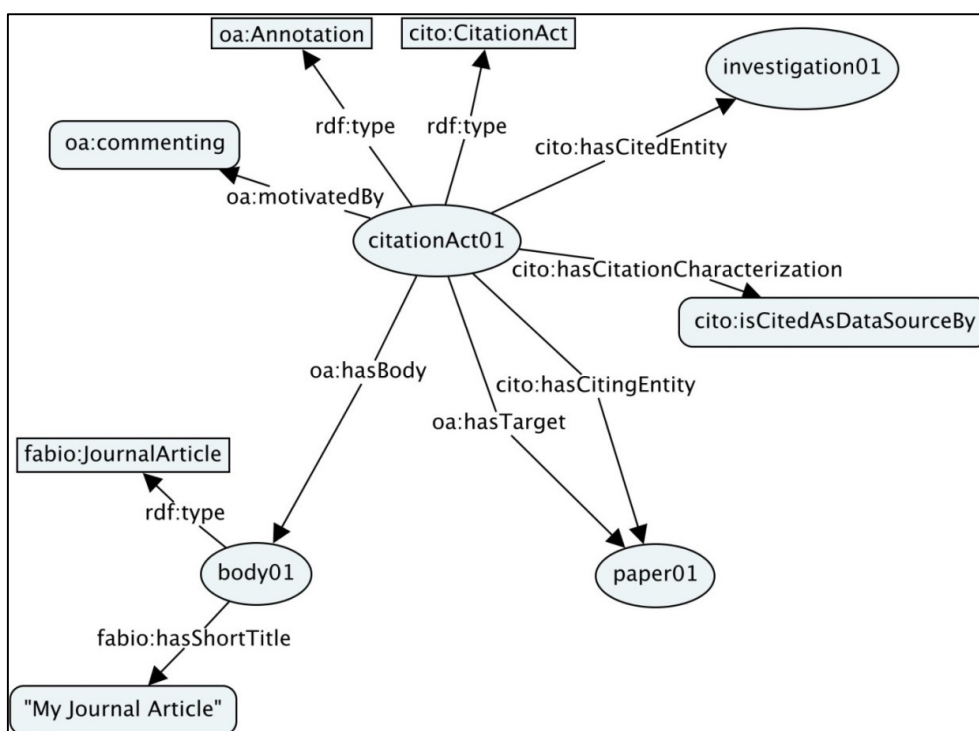 oa:Annotation
cito:CitationAct
investigation01
rdf:type
rdf:type
oa:commenting
cito:hasCitedEntity
oa:motivatedBy
citationAct01
cito:hasCitationCharacterization
cito:isCitedAsDataSourceBy
oa:hasBody
cito:hasCitingEntity
oa:hasTarget
fabio:JournalArticle
rdf:type
body01
paper01
fabio:hasShortTitle
"My Journal Article"